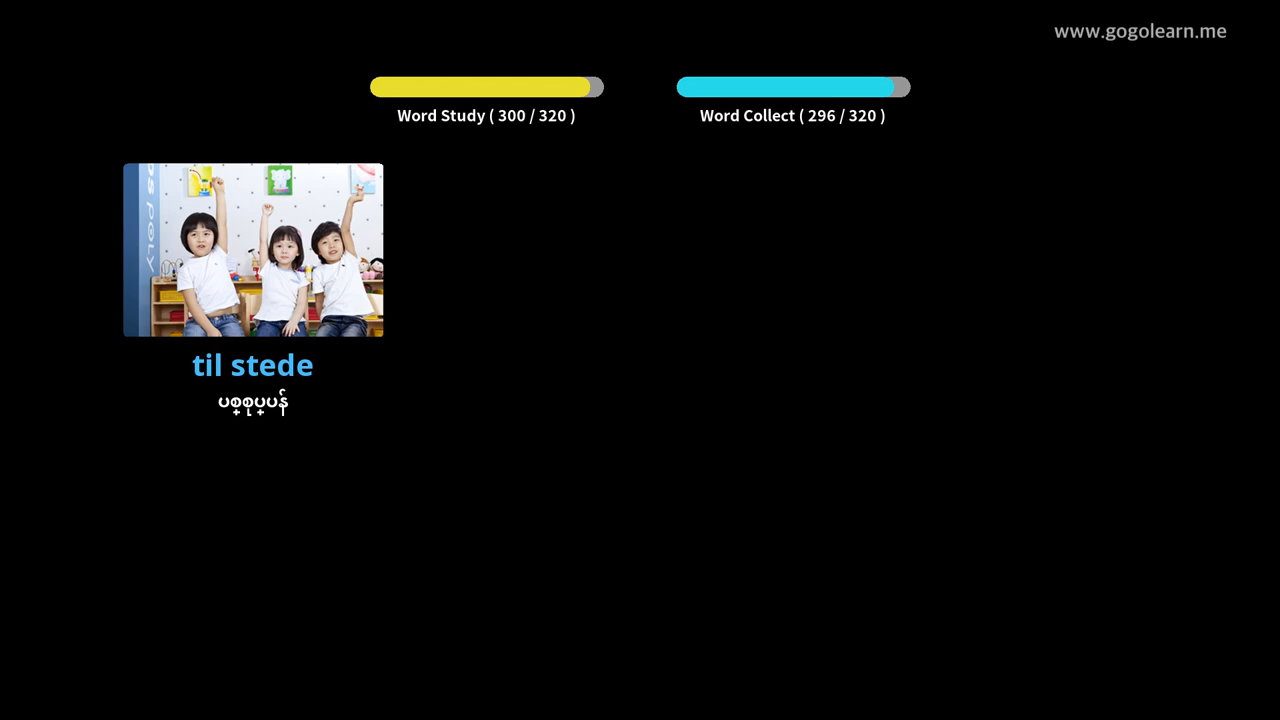 www.gogolearn.me
Word Study ( 300 / 320 )
Word Collect ( 296 / 320 )
til stede
ပစ္စုပ္ပန်